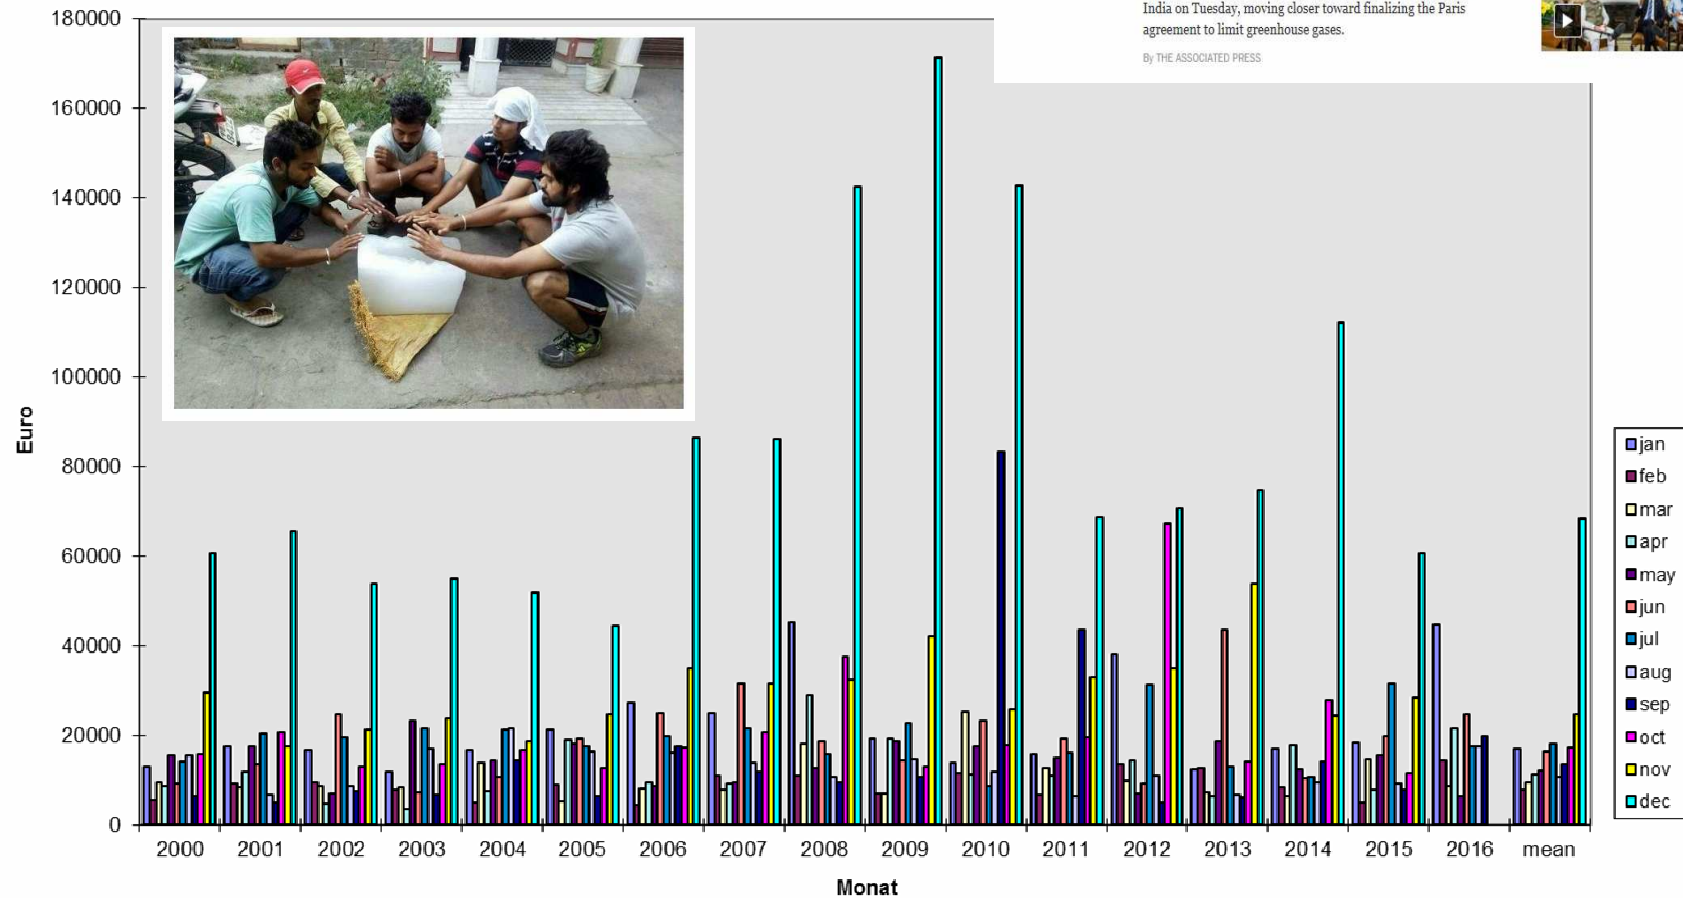 India on Tuesday, moving closer toward finalizing the Paris
agreement to limit greenhouse gases.
By THE ASSOCIATED PRESS
180000
160000
140000
120000
100000
80000
60000
40000
20000
0
Euro
2000 2001 2002 2003 2004 2005 2006 2007 2008 2009 2010 2011 2012 2013 2014 2015 2016 mean
Monat
jan
feb
mar
apr
may
jun
jul
aug
sep
oct
nov
dec